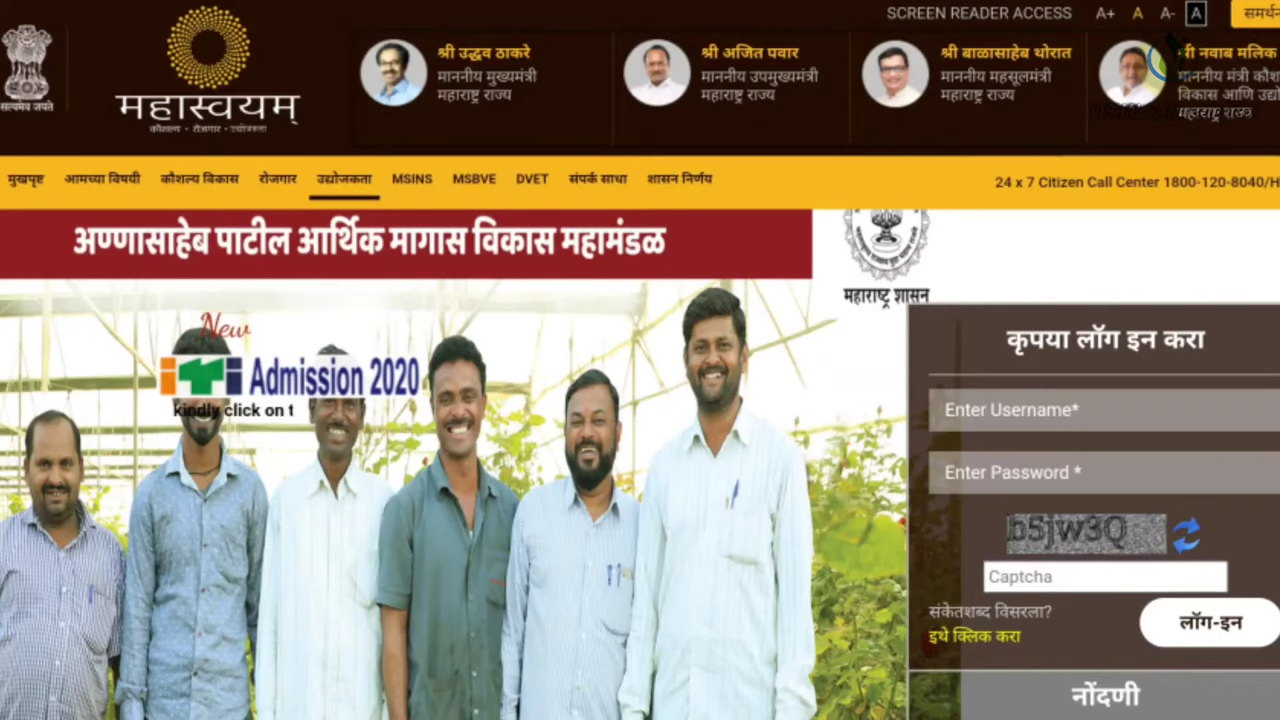 SCREEN READER ACCESS A+ A A- A
सत्यमेव जयते
महास्वयम्
कौशल्य • रोजगार • उद्योजकता
श्री उद्धव ठाकरे
माननीय मुख्यमंत्री
महाराष्ट्र राज्य
श्री अजित पवार
माननीय उपमुख्यमंत्री
महाराष्ट्र राज्य
श्री बाळासाहेब थोरात
माननीय महसूलमंत्री
महाराष्ट्र राज्य
श्री नवाब मलिक
माननीय मंत्री
विकास आणि
महाराष्ट्र राज्य
मुखपृष्ट आमच्या विषयी कौशल्य विकास रोजगार उद्योजकता MSINS MSBVE DVET संपर्क साधा शासन निर्णय
24 x 7 Citizen Call Center 1800-120-8040/H
अण्णासाहेब पाटील आर्थिक मागास विकास महामंडळ
महाराष्ट्र शासन
New
iTi Admission 2020
kindly click on t
कृपया लॉग इन करा
Enter Username*
Enter Password *
b5jw3Q
Captcha
संकेतशब्द विसरला?
इथे क्लिक करा
लॉग-इन
नोंदणी